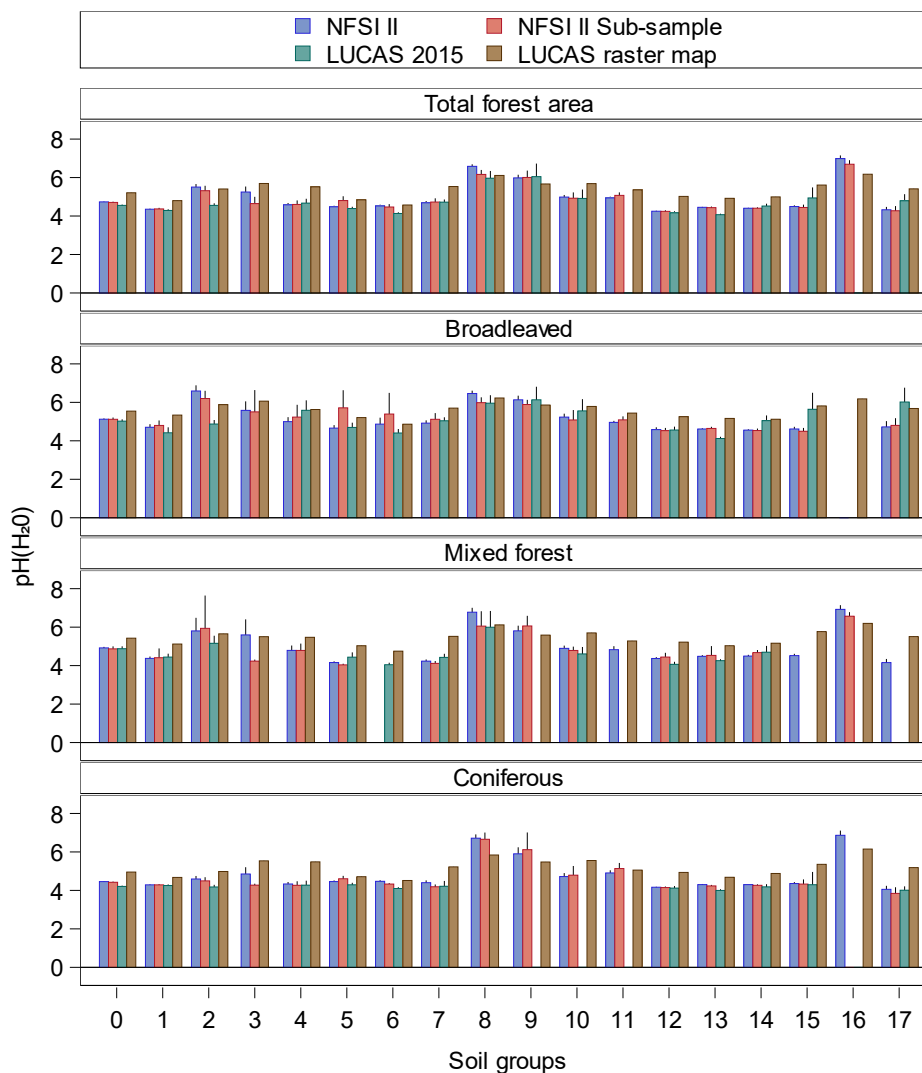 NFSI II NFSI II Sub-sample
LUCAS 2015 LUCAS raster map
Total forest area
8
6
4
2
0
Broadleaved
8
6
4
2
0
pH(H₂0)
Mixed forest
8
6
4
2
0
Coniferous
8
6
4
2
0
0 1 2 3 4 5 6 7 8 9 10 11 12 13 14 15 16 17
Soil groups